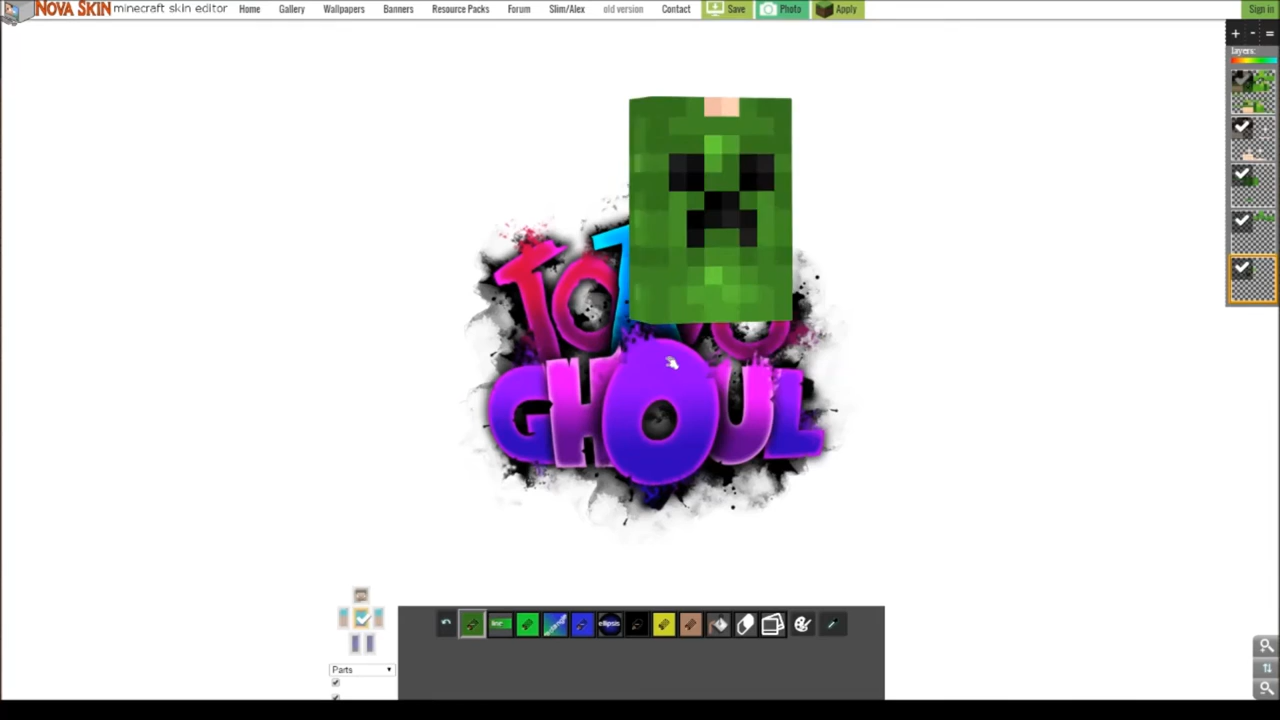 NOVA SKIN minecraft skin editor Home Gallery Wallpapers Banners Resource Packs Forum Slim/Alex old version Contact Save Photo Apply Sign in
+ - =
layers:
GHOUL
ellipsis
Parts